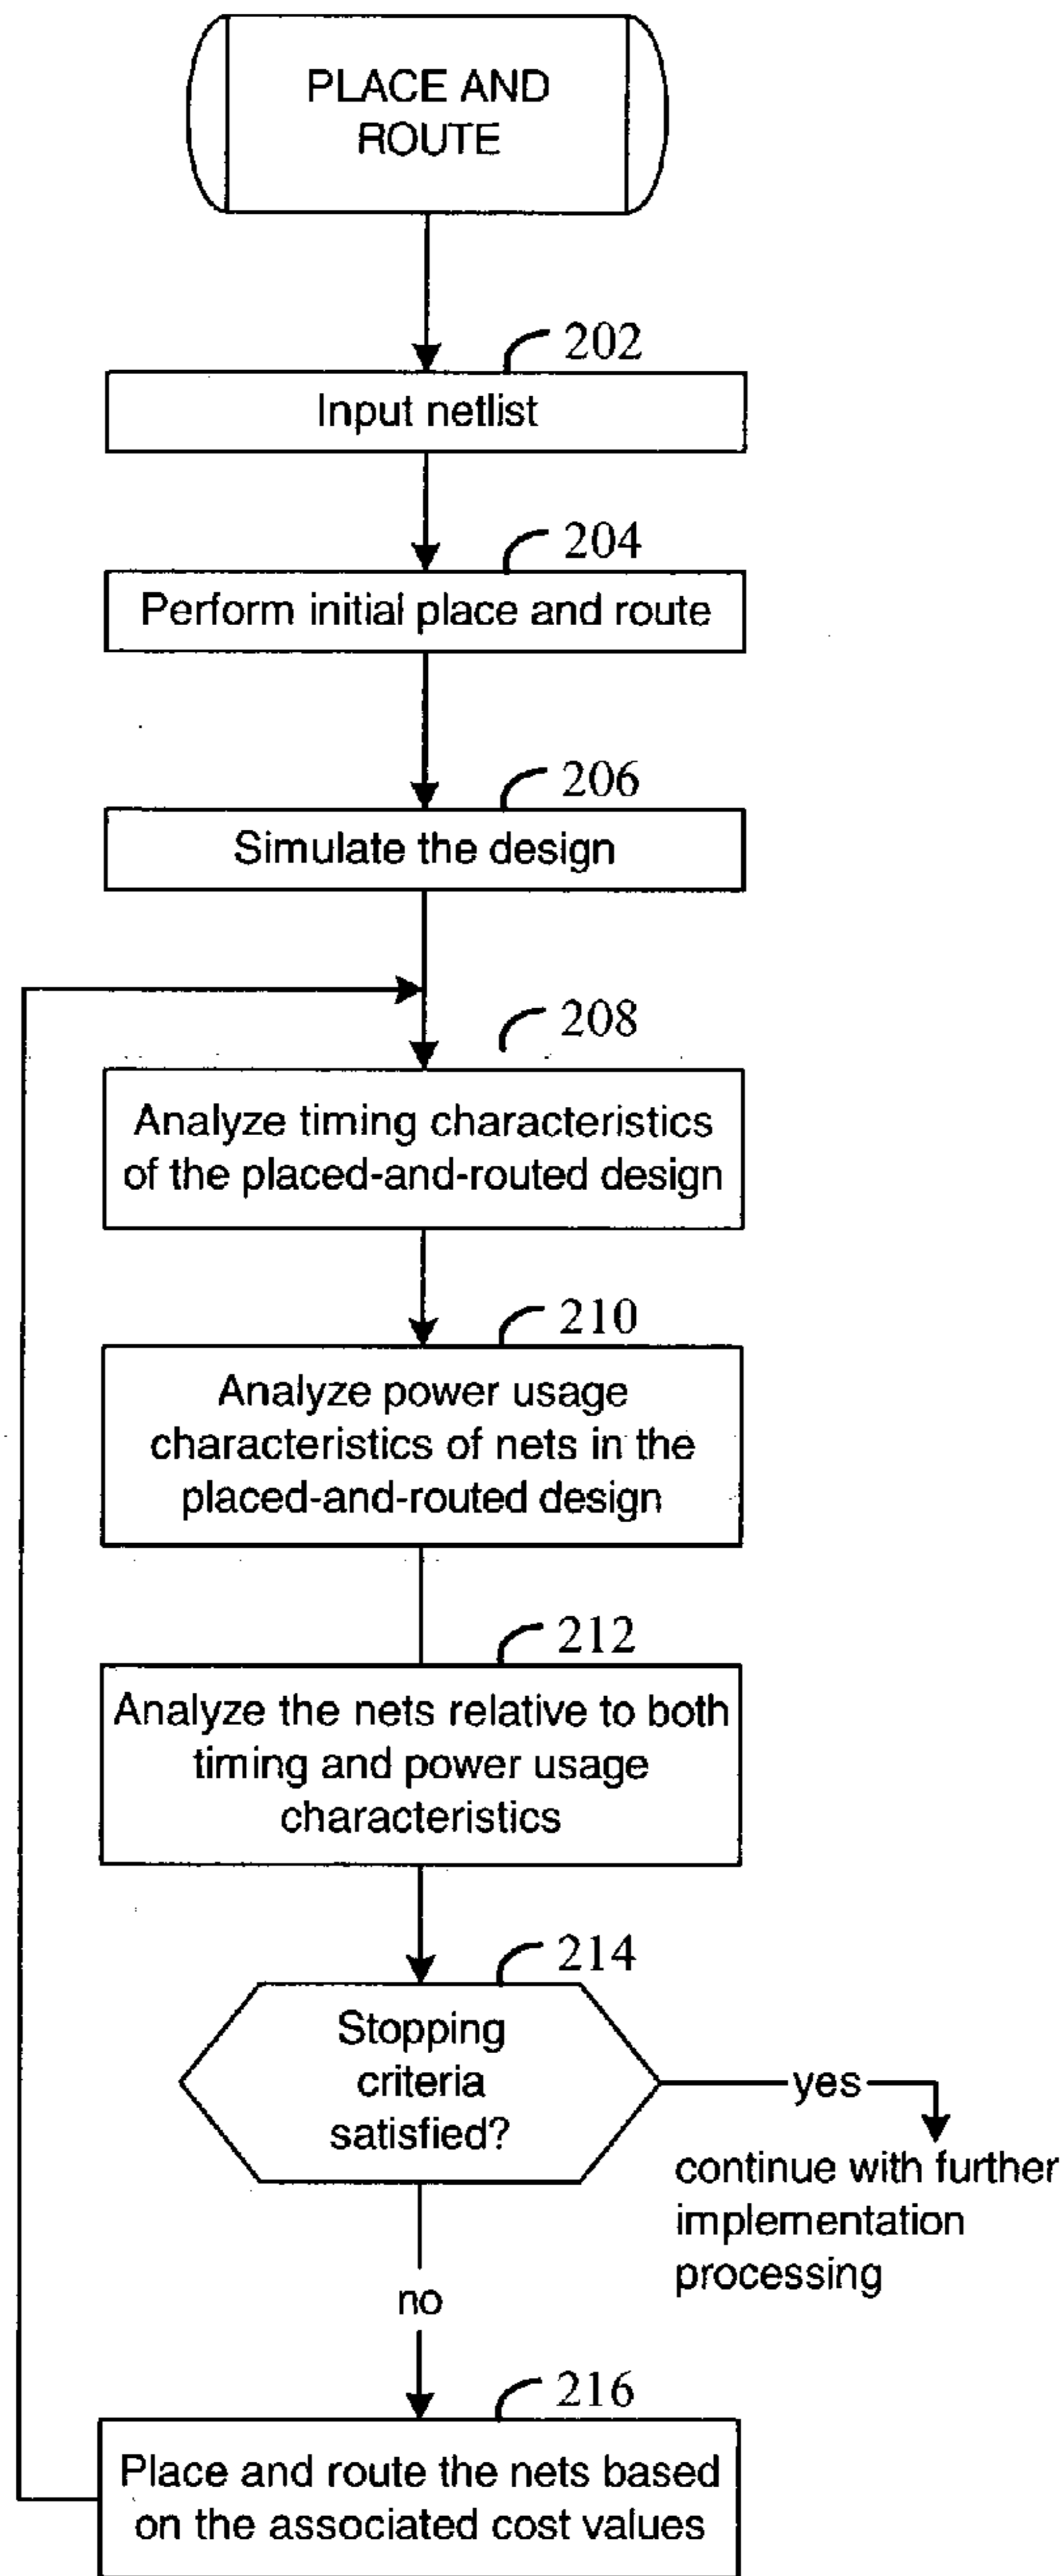 PLACE AND
ROUTE
202
Input netlist
204
Perform initial place and route
206
Simulate the design
208
Analyze timing characteristics
of the placed-and-routed design
210
Analyze power usage
characteristics of nets in the
placed-and-routed design
212
Analyze the nets relative to both
timing and power usage
characteristics
214
Stopping
criteria
satisfied?
yes
continue with further
implementation
processing
no
216
Place and route the nets based
on the associated cost values